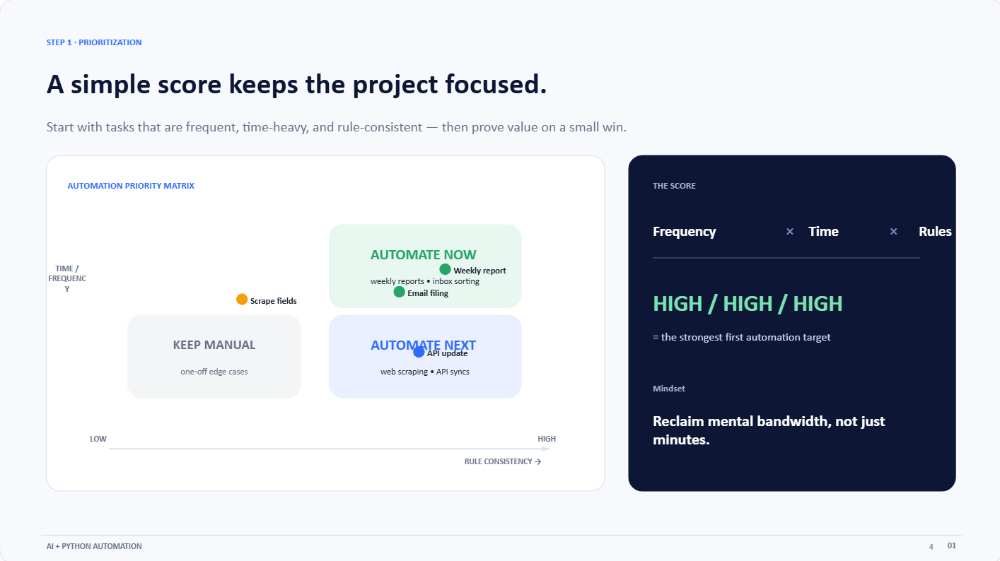 STEP 1 · PRIORITIZATION
A simple score keeps the project focused.
Start with tasks that are frequent, time-heavy, and rule-consistent — then prove value on a small win.
AUTOMATION PRIORITY MATRIX
TIME /
FREQUENC
Y
AUTOMATE NOW
Weekly report
weekly reports • inbox sorting
Email filing
Scrape fields
KEEP MANUAL
one-off edge cases
AUTOMATE NEXT
API update
web scraping • API syncs
LOW
HIGH
RULE CONSISTENCY →
THE SCORE
Frequency × Time × Rules
HIGH / HIGH / HIGH
= the strongest first automation target
Mindset
Reclaim mental bandwidth, not just
minutes.
AI + PYTHON AUTOMATION
4 01